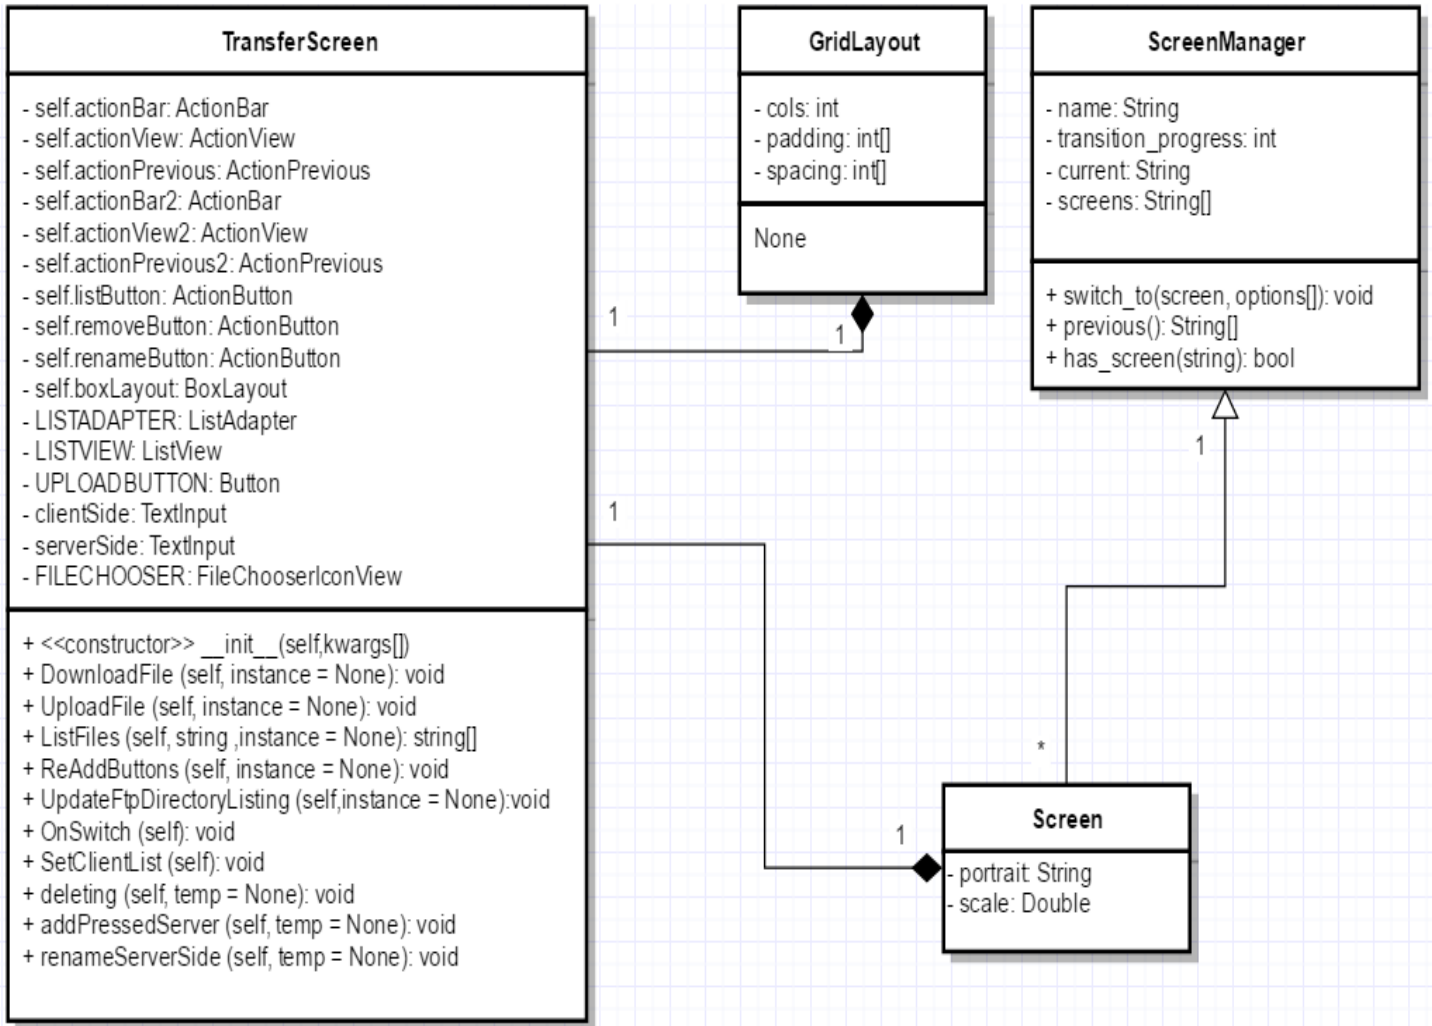 TransferScreen
- self.actionBar: ActionBar
- self.actionView: ActionView
- self.actionPrevious: ActionPrevious
- self.actionBar2: ActionBar
- self.actionView2: ActionView
- self.actionPrevious2: ActionPrevious
- self.listButton: ActionButton
- self.removeButton: ActionButton
- self.renameButton: ActionButton
- self.boxLayout: BoxLayout
- LISTADAPTER: ListAdapter
- LISTVIEW: ListView
- UPLOADBUTTON: Button
- clientSide: TextInput
- serverSide: TextInput
- FILECHOOSER: FileChooserIconView
+ <<constructor>> __init__(self,kwargs[])
+ DownloadFile (self, instance = None): void
+ UploadFile (self, instance = None): void
+ ListFiles (self, string ,instance = None): string[]
+ ReAddButtons (self, instance = None): void
+ UpdateFtpDirectoryListing (self,instance = None):void
+ OnSwitch (self): void
+ SetClientList (self): void
+ deleting (self, temp = None): void
+ addPressedServer (self, temp = None): void
+ renameServerSide (self, temp = None): void
GridLayout
- cols: int
- padding: int[]
- spacing: int[]
None
ScreenManager
- name: String
- transition_progress: int
- current: String
- screens: String[]
+ switch_to(screen, options[]): void
+ previous(): String[]
+ has_screen(string): bool
1
1
1
1
*
1
Screen
- portrait: String
- scale: Double